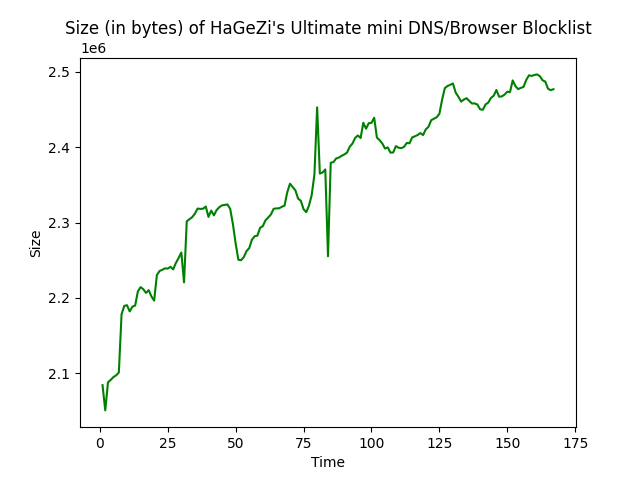 Size (in bytes) of HaGeZi's Ultimate mini DNS/Browser Blocklist
1e6
2.5
2.4
2.3
2.2
2.1
Size
0 25 50 75 100 125 150 175
Time